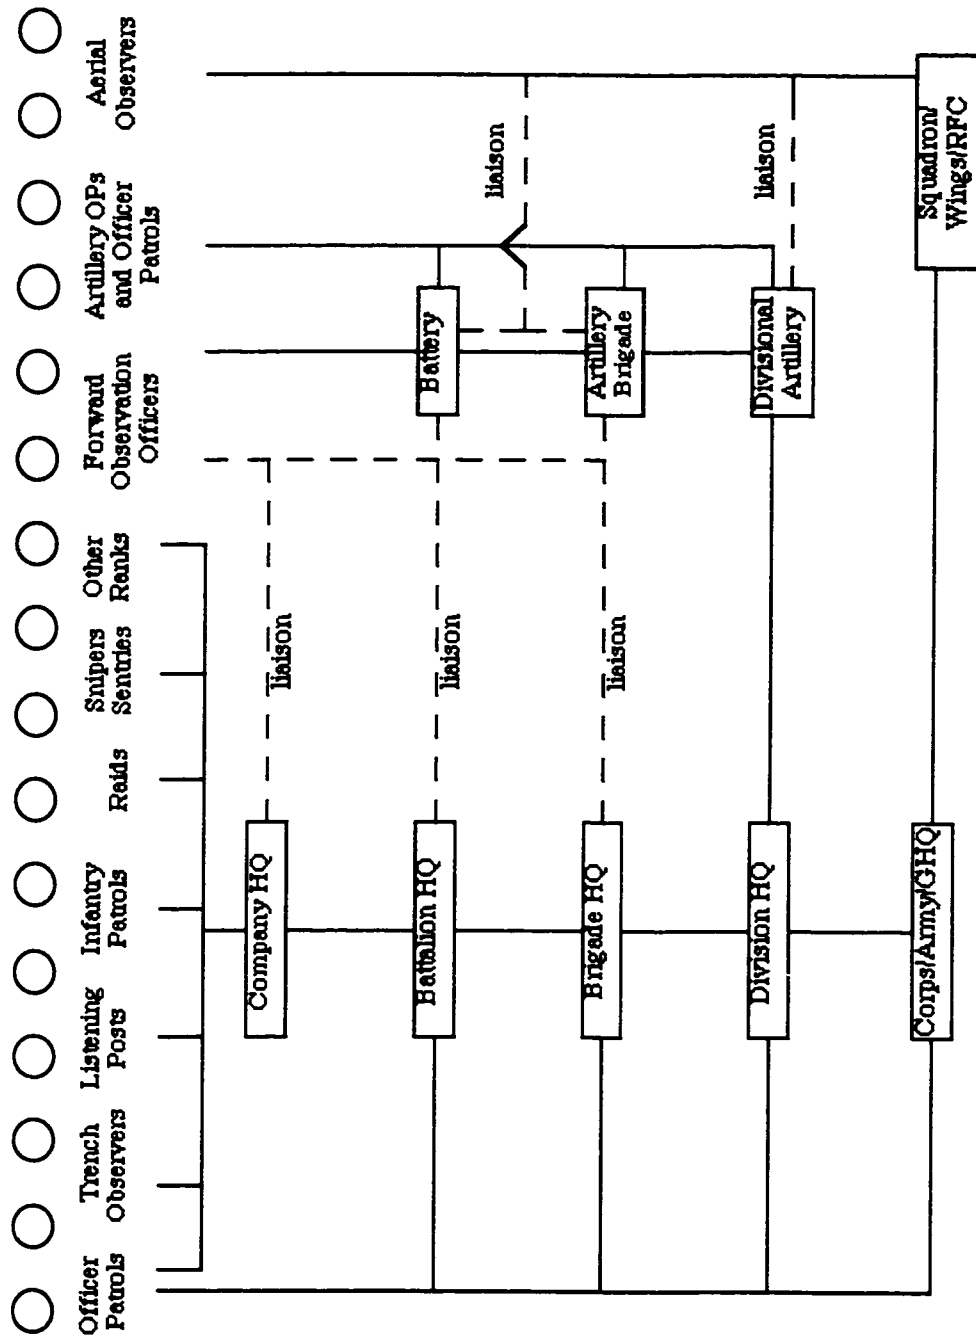 Officer
Patrols
Trench
Observers
Listening
Posts
Infantry
Patrols
Raids
Snipers
Sentries
Other
Ranks
Forward
Observation
Officers
Artillery OPs
and Officer
Patrols
Aerial
Observers
Company HQ
liaison
Battalion HQ
liaison
Battery
liaison
Brigade HQ
liaison
Artillery
Brigade
Division HQ
Divisional
Artillery
liaison
Corps/Army/GHQ
Squadron/
Wings/RFC